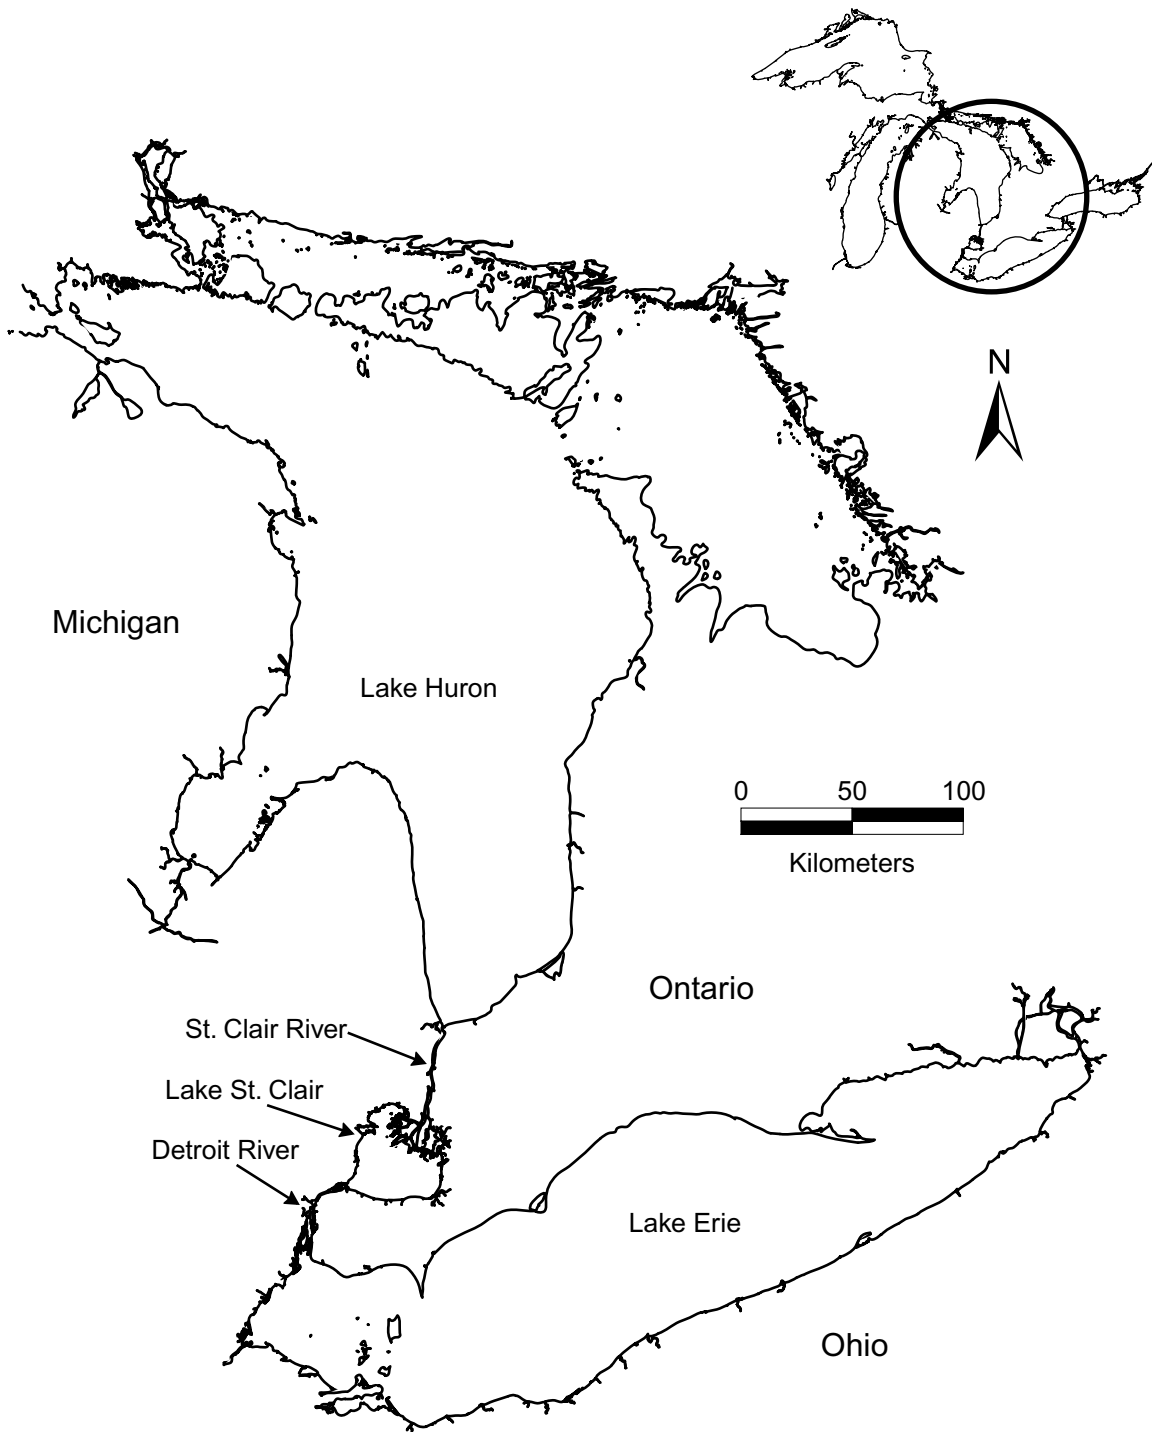 N
Michigan
Lake Huron
0 50 100
Kilometers
Ontario
St. Clair River
Lake St. Clair
Detroit River
Lake Erie
Ohio